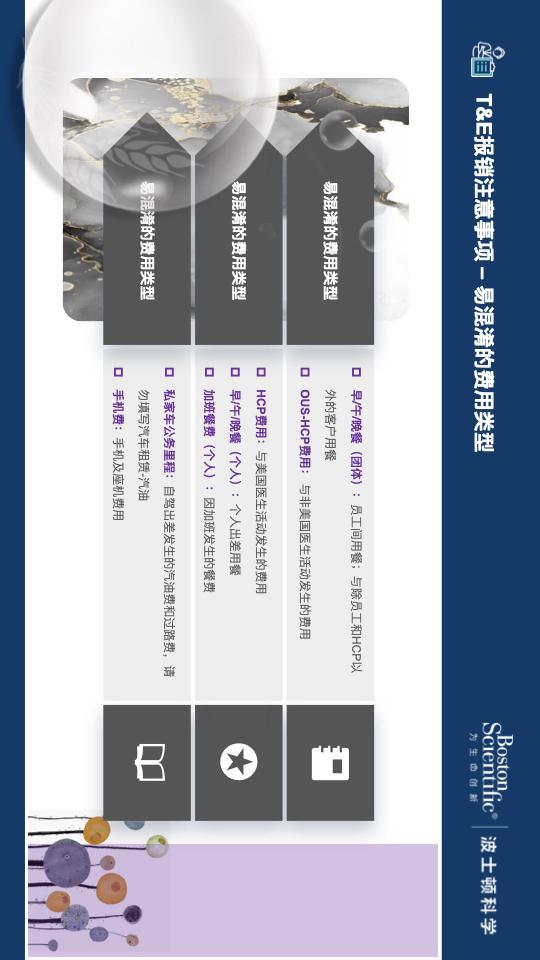 T&E报销注意事项 – 易混淆的费用类型
Boston
Scientific®
为生命创新
波士顿科学
易混淆的费用类型
早/午/晚餐（团体）：员工间用餐；与除员工和HCP以
外的客户用餐
OUS-HCP费用：与非美国医生活动发生的费用
易混淆的费用类型
HCP费用：与美国医生活动发生的费用
早/午/晚餐（个人）：个人出差用餐
加班餐费（个人）：因加班发生的餐费
易混淆的费用类型
私家车公务里程：自驾出差发生的汽油费和过路费，请
勿填写汽车租赁-汽油
手机费：手机及座机费用